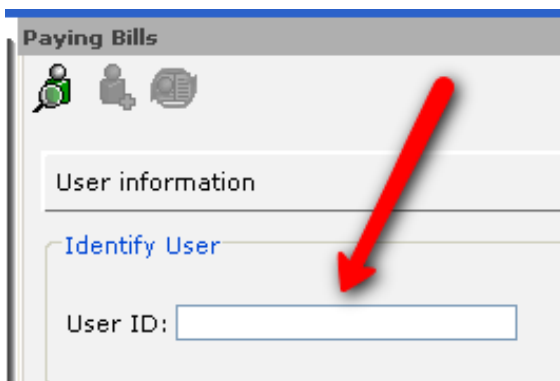 Paying Bills
User information
Identify User
User ID: